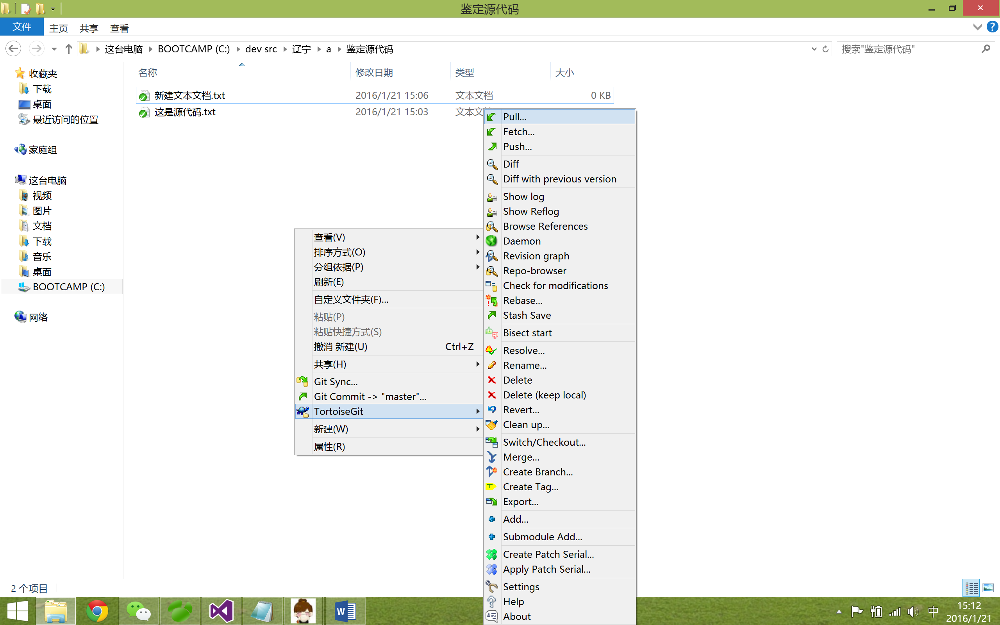 鉴定源代码
文件 主页 共享 查看
这台电脑 BOOTCAMP (C:) dev src 辽宁 a 鉴定源代码
搜索"鉴定源代码"
收藏夹
下载
桌面
最近访问的位置
家庭组
这台电脑
视频
图片
文档
下载
音乐
桌面
BOOTCAMP (C:)
网络
名称 修改日期 类型 大小
新建文本文档.txt 2016/1/21 15:06 文本文档 0 KB
这是源代码.txt 2016/1/21 15:03 文本文
查看(V)
排序方式(O)
分组依据(P)
刷新(E)
自定义文件夹(F)...
粘贴(P)
粘贴快捷方式(S)
撤消 新建(U) Ctrl+Z
共享(H)
Git Sync...
Git Commit -> "master"...
TortoiseGit
新建(W)
属性(R)
Pull...
Fetch...
Push...
Diff
Diff with previous version
Show log
Show Reflog
Browse References
Daemon
Revision graph
Repo-browser
Check for modifications
Rebase...
Stash Save
Bisect start
Resolve...
Rename...
Delete
Delete (keep local)
Revert...
Clean up...
Switch/Checkout...
Merge...
Create Branch...
Create Tag...
Export...
Add...
Submodule Add...
Create Patch Serial...
Apply Patch Serial...
Settings
Help
About
2 个项目
中
15:12
2016/1/21